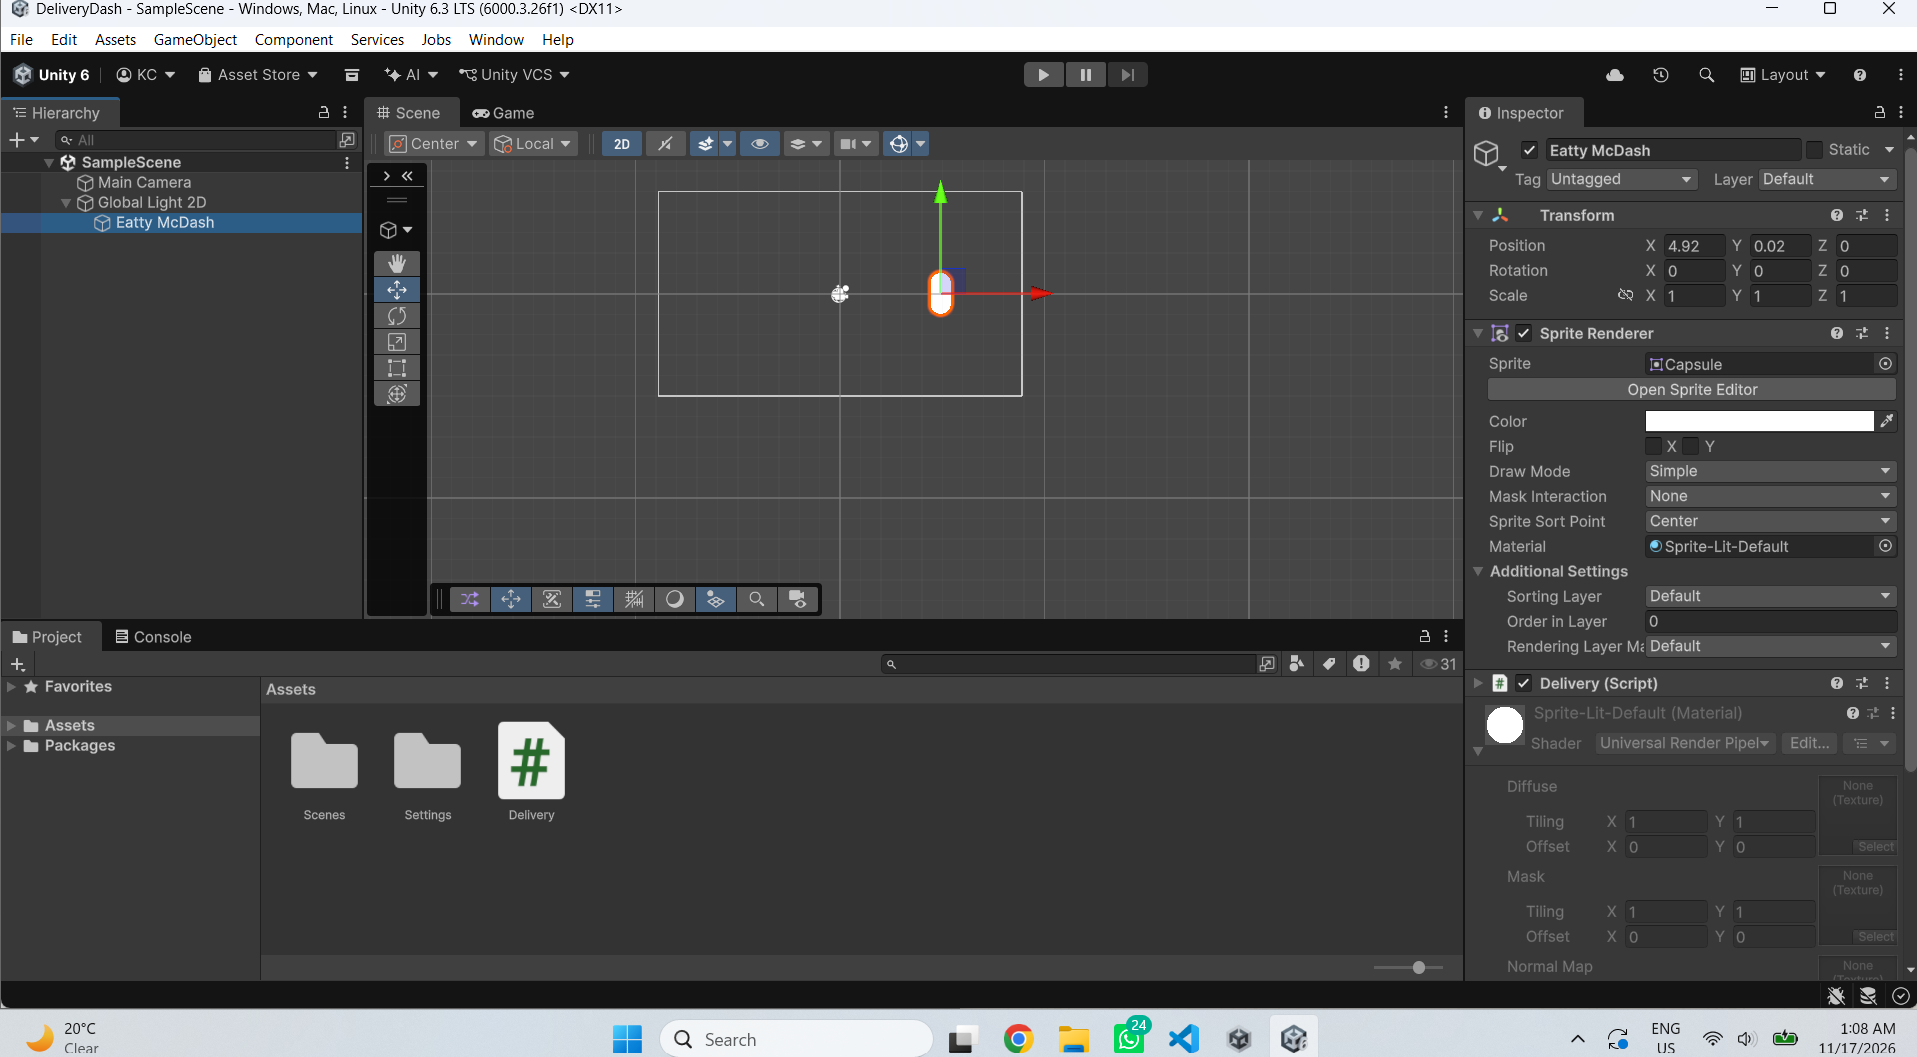 DeliveryDash - SampleScene - Windows, Mac, Linux - Unity 6.3 LTS (6000.3.26f1) <DX11>
File Edit Assets GameObject Component Services Jobs Window Help
Unity 6 KC Asset Store AI Unity VCS Layout
Hierarchy
All
SampleScene
Main Camera
Global Light 2D
Eatty McDash
Scene Game
Center Local 2D
Inspector
Eatty McDash Static
Tag Untagged Layer Default
Transform
Position X 4.92 Y 0.02 Z 0
Rotation X 0 Y 0 Z 0
Scale X 1 Y 1 Z 1
Sprite Renderer
Sprite Capsule
Open Sprite Editor
Color
Flip X Y
Draw Mode Simple
Mask Interaction None
Sprite Sort Point Center
Material Sprite-Lit-Default
Additional Settings
Sorting Layer Default
Order in Layer 0
Rendering Layer Ma Default
# Delivery (Script)
Sprite-Lit-Default (Material)
Shader Universal Render Pipel Edit...
Diffuse None (Texture)
Tiling X 1 Y 1
Offset X 0 Y 0 Select
Mask None (Texture)
Tiling X 1 Y 1
Offset X 0 Y 0 Select
Normal Map None
Project Console
31
Favorites
Assets
Packages
Assets
#
Scenes Settings Delivery
20°C
Clear
Search
24
ENG
US
1:08 AM
11/17/2026